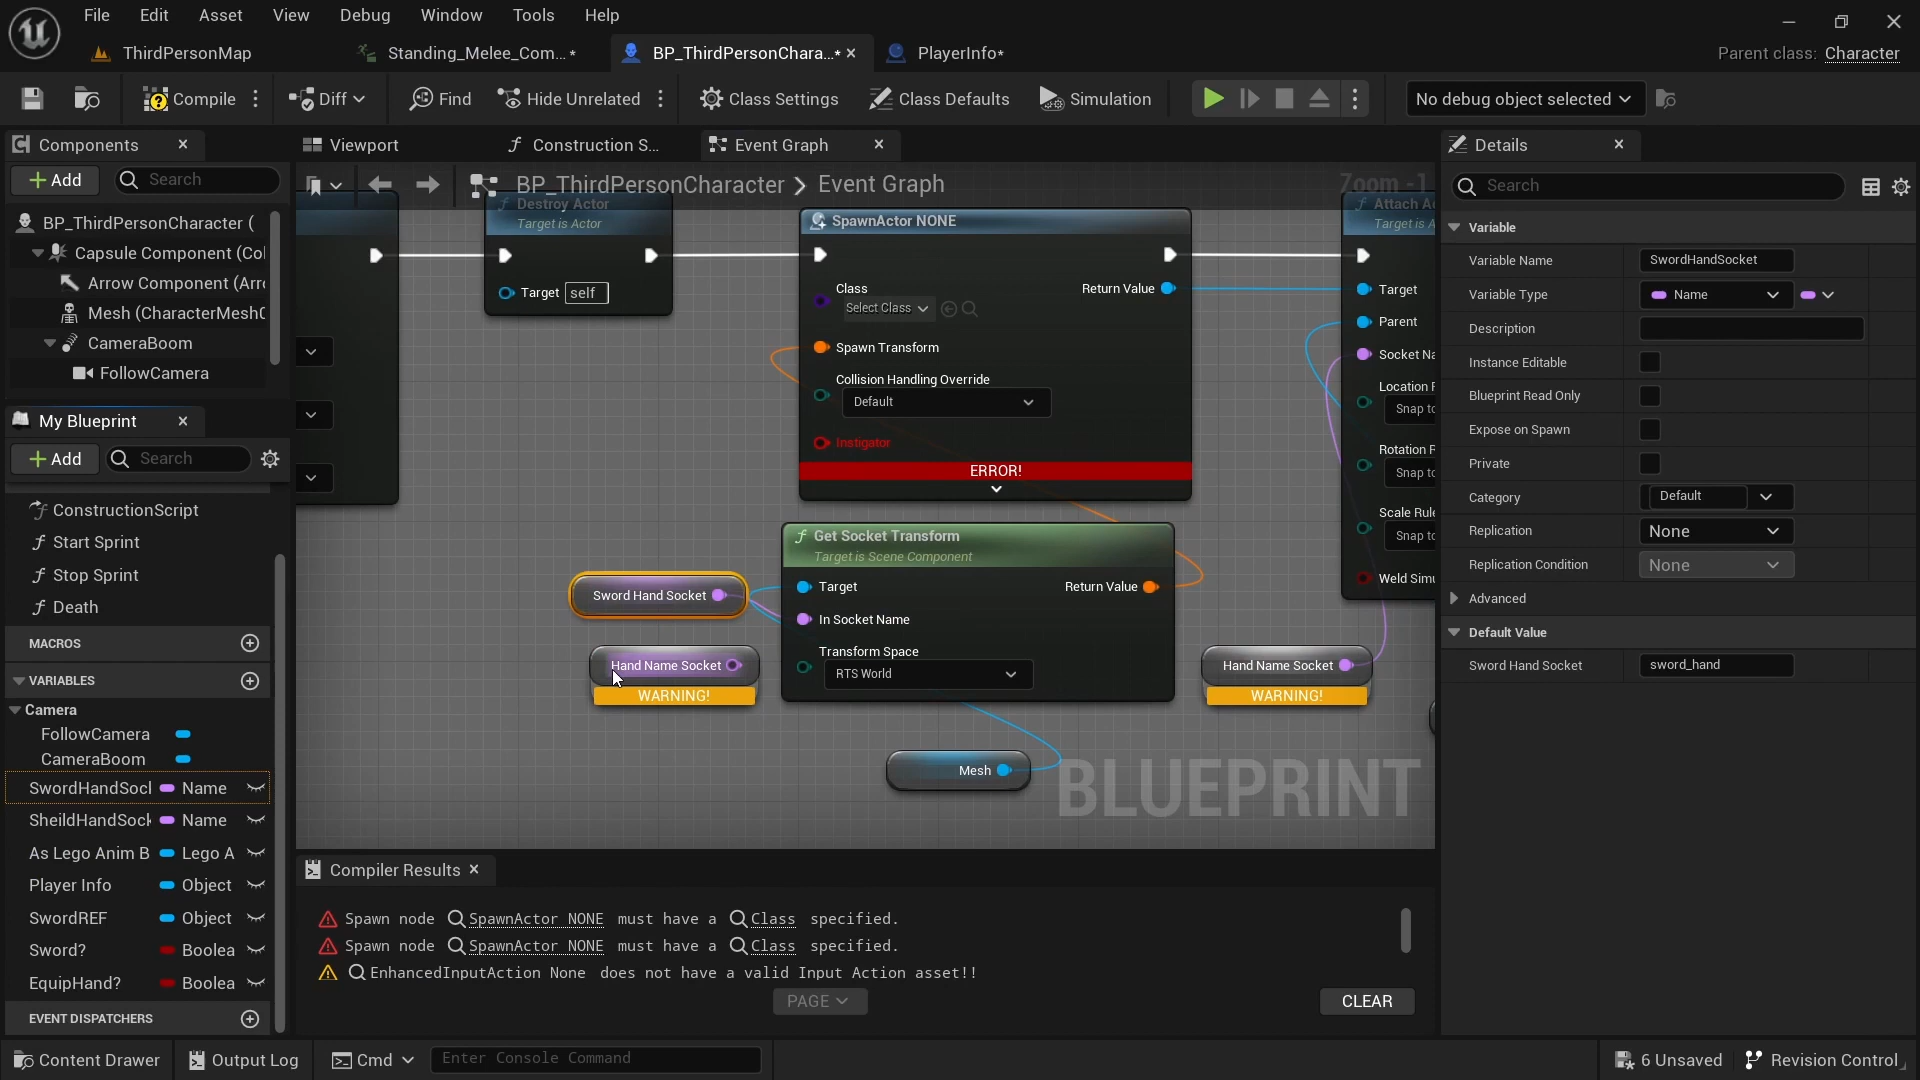 File Edit Asset View Debug Window Tools Help
ThirdPersonMap Standing_Melee_Com... * BP_ThirdPersonChara...* PlayerInfo* Parent class: Character
Compile Diff Find Hide Unrelated Class Settings Class Defaults Simulation No debug object selected
Components Viewport Construction S... Event Graph Details
Add Search BP_ThirdPersonCharacter > Event Graph Zoom -1 Search
BP_ThirdPersonCharacter (
Capsule Component (Col
Arrow Component (Arro
Mesh (CharacterMesh0
CameraBoom
FollowCamera
My Blueprint
Add Search
ConstructionScript
Start Sprint
Stop Sprint
Death
MACROS
VARIABLES
Camera
FollowCamera
CameraBoom
SwordHandSocl Name
SheildHandSock Name
As Lego Anim B Lego A
Player Info Object
SwordREF Object
Sword? Boolea
EquipHand? Boolea
EVENT DISPATCHERS
Destroy Actor
Target is Actor
Target self
SpawnActor NONE
Class
Select Class
Return Value
Spawn Transform
Collision Handling Override
Default
Instigator
ERROR!
Attach Ac
Target is A
Target
Parent
Socket Na
Location R
Snap to
Rotation R
Snap to
Scale Rule
Snap to
Weld Simu
Get Socket Transform
Target is Scene Component
Target Return Value
In Socket Name
Transform Space
RTS World
Sword Hand Socket
Hand Name Socket
WARNING!
Hand Name Socket
WARNING!
Mesh
BLUEPRINT
Compiler Results
Spawn node SpawnActor NONE must have a Class specified.
Spawn node SpawnActor NONE must have a Class specified.
EnhancedInputAction None does not have a valid Input Action asset!!
PAGE CLEAR
Variable
Variable Name SwordHandSocket
Variable Type Name
Description
Instance Editable
Blueprint Read Only
Expose on Spawn
Private
Category Default
Replication None
Replication Condition None
Advanced
Default Value
Sword Hand Socket sword_hand
Content Drawer Output Log Cmd Enter Console Command 6 Unsaved Revision Control